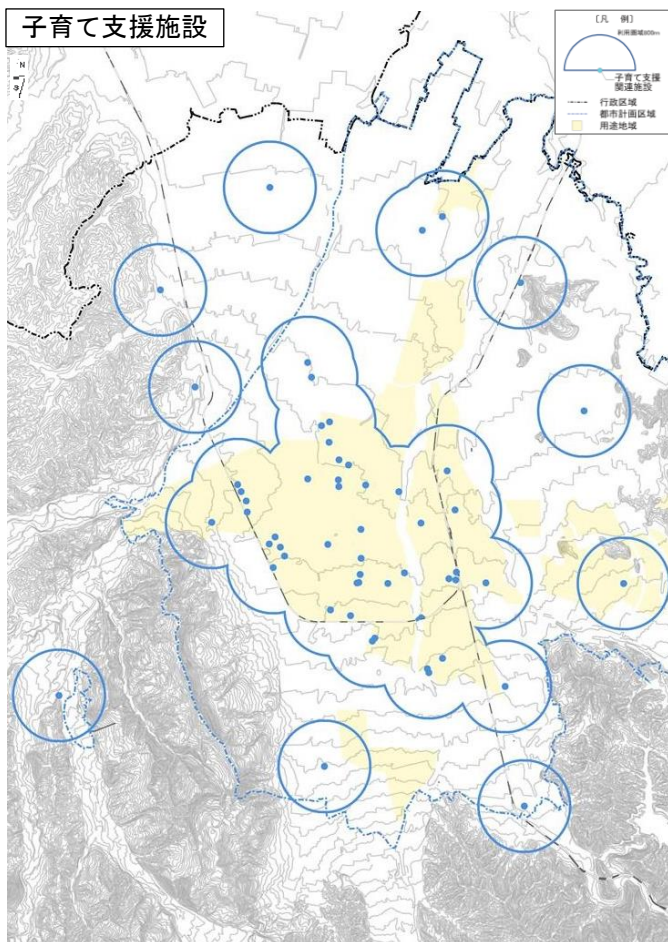 子育て支援施設
N
[凡 例]
利用圏域800m
子育て支援
関連施設
行政区域
都市計画区域
用途地域